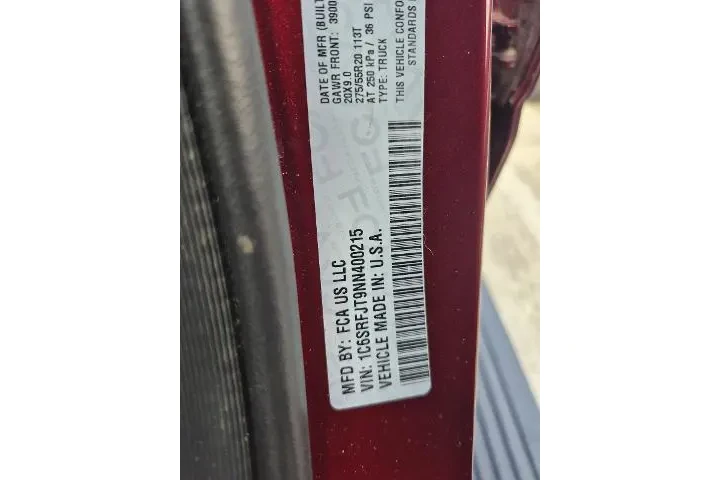 MFD BY: FCA US LLC
DATE OF MFR (BUILT
GAWR FRONT: 3900
VIN: 1C6SRFJT9NN400215
20X9.0
275/55R20 113T
VEHICLE MADE IN: U.S.A.
AT 250 kPa / 36 PSI
TYPE: TRUCK
THIS VEHICLE CONFO
STANDARDS